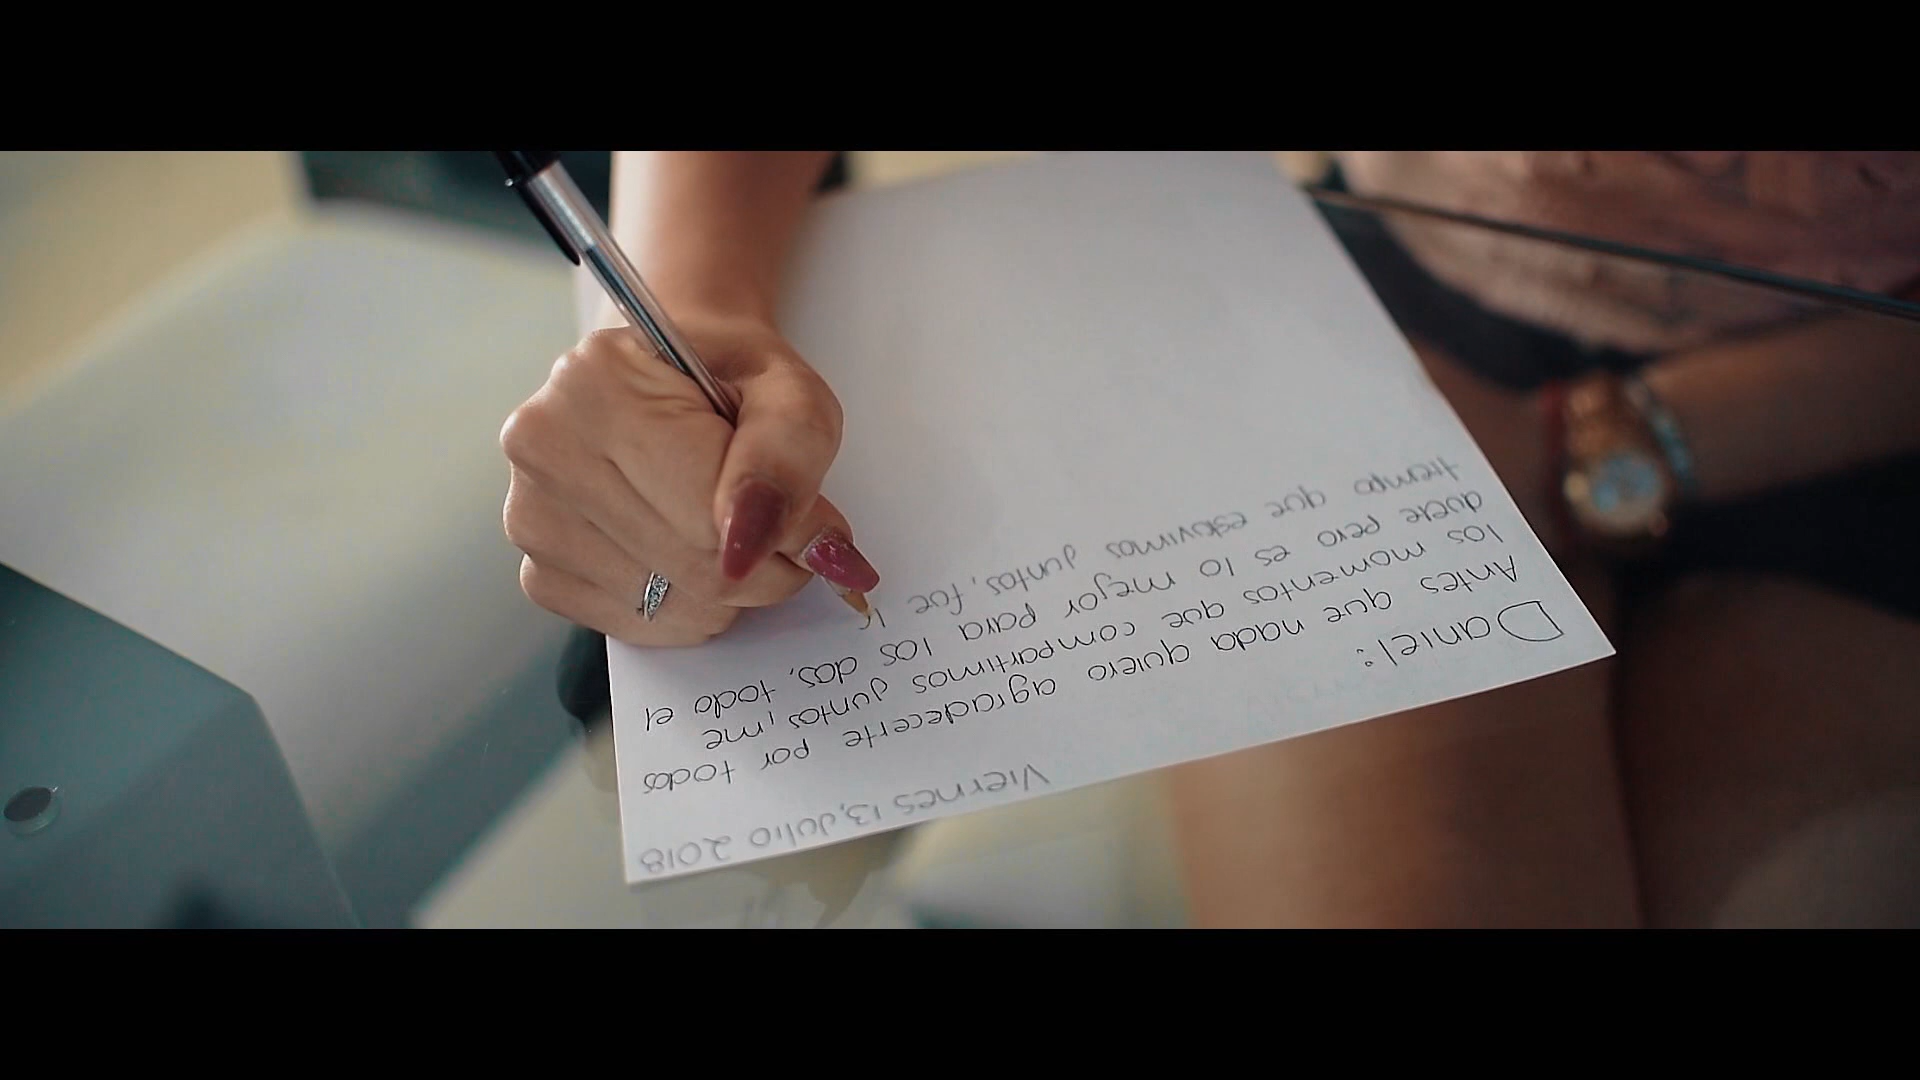 Viernes 13, Julio 2018
Daniel:
Antes que nada quiero agradecerte por todos
los momentos que compartimos juntos, me
duele pero es lo mejor para los dos, todo el
tiempo que estuvimos juntos, fue l